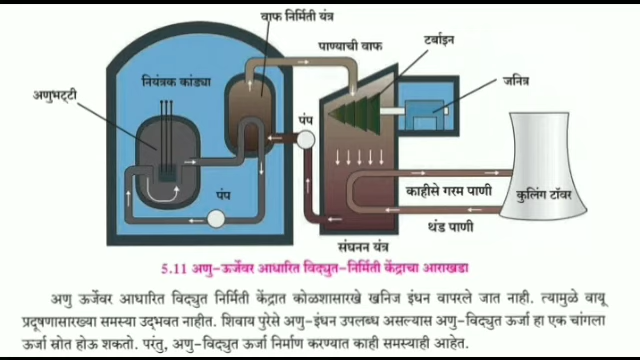 वाफ निर्मिती यंत्र
पाण्याची वाफ
टर्बाइन
नियंत्रक कांड्या
जनित्र
अणुभट्टी
पंप
पंप
काहीसे गरम पाणी
कुलिंग टॉवर
थंड पाणी
संघनन यंत्र
5.11 अणु-ऊर्जेवर आधारित विद्युत-निर्मिती केंद्राचा आराखडा
अणु ऊर्जेवर आधारित विद्युत निर्मिती केंद्रात कोळशासारखे खनिज इंधन वापरले जात नाही. त्यामुळे वायू
प्रदूषणासारख्या समस्या उद्‌भवत नाहीत. शिवाय पुरेसे अणु-इंधन उपलब्ध असल्यास अणु-विद्युत ऊर्जा हा एक चांगला
ऊर्जा स्रोत होऊ शकतो. परंतु, अणु-विद्युत ऊर्जा निर्माण करण्यात काही समस्याही आहेत.